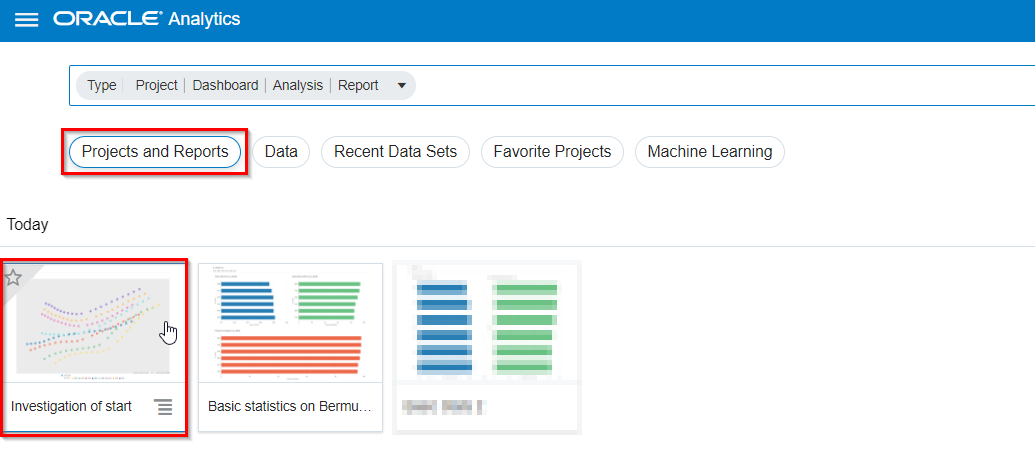 ORACLE Analytics
Type Project Dashboard Analysis Report
Projects and Reports Data Recent Data Sets Favorite Projects Machine Learning
Today
Investigation of start Basic statistics on Bermu...